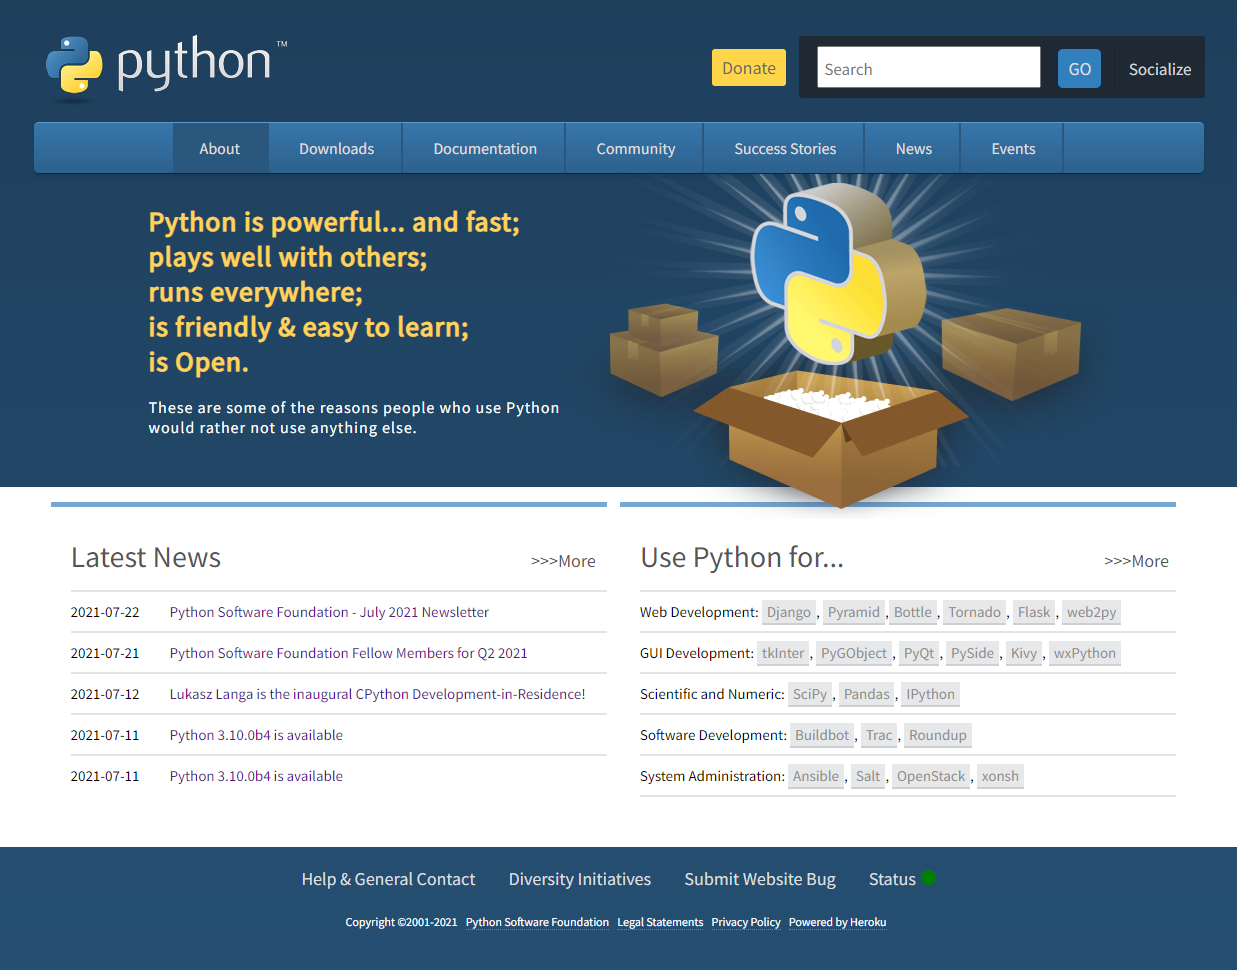 python™
Donate
Search
GO
Socialize
About Downloads Documentation Community Success Stories News Events
Python is powerful... and fast;
plays well with others;
runs everywhere;
is friendly & easy to learn;
is Open.
These are some of the reasons people who use Python
would rather not use anything else.
Latest News >>>More
2021-07-22 Python Software Foundation - July 2021 Newsletter
2021-07-21 Python Software Foundation Fellow Members for Q2 2021
2021-07-12 Lukasz Langa is the inaugural CPython Development-in-Residence!
2021-07-11 Python 3.10.0b4 is available
2021-07-11 Python 3.10.0b4 is available
Use Python for... >>>More
Web Development: Django, Pyramid, Bottle, Tornado, Flask, web2py
GUI Development: tkInter, PyGObject, PyQt, PySide, Kivy, wxPython
Scientific and Numeric: SciPy, Pandas, IPython
Software Development: Buildbot, Trac, Roundup
System Administration: Ansible, Salt, OpenStack, xonsh
Help & General Contact Diversity Initiatives Submit Website Bug Status
Copyright ©2001-2021 Python Software Foundation Legal Statements Privacy Policy Powered by Heroku